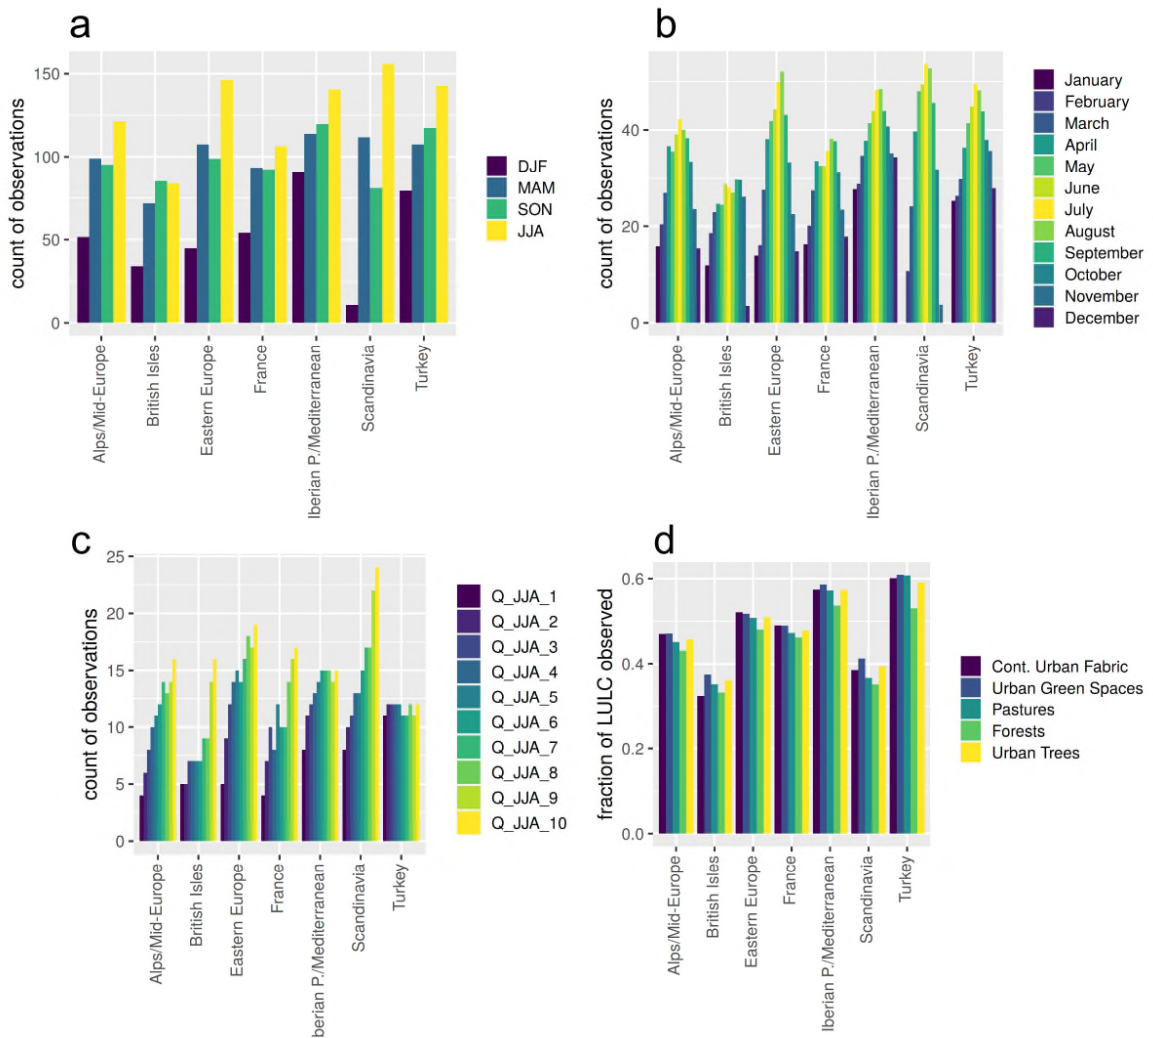 a
count of observations
150
100
50
0
Alps/Mid-Europe
British Isles
Eastern Europe
France
Iberian P./Mediterranean
Scandinavia
Turkey
DJF
MAM
SON
JJA
b
count of observations
40
20
0
Alps/Mid-Europe
British Isles
Eastern Europe
France
Iberian P./Mediterranean
Scandinavia
Turkey
January
February
March
April
May
June
July
August
September
October
November
December
c
count of observations
25
20
15
10
5
0
Alps/Mid-Europe
British Isles
Eastern Europe
France
berian P./Mediterranean
Scandinavia
Turkey
Q_JJA_1
Q_JJA_2
Q_JJA_3
Q_JJA_4
Q_JJA_5
Q_JJA_6
Q_JJA_7
Q_JJA_8
Q_JJA_9
Q_JJA_10
d
fraction of LULC observed
0.6
0.4
0.2
0.0
Alps/Mid-Europe
British Isles
Eastern Europe
France
Iberian P./Mediterranean
Scandinavia
Turkey
Cont. Urban Fabric
Urban Green Spaces
Pastures
Forests
Urban Trees